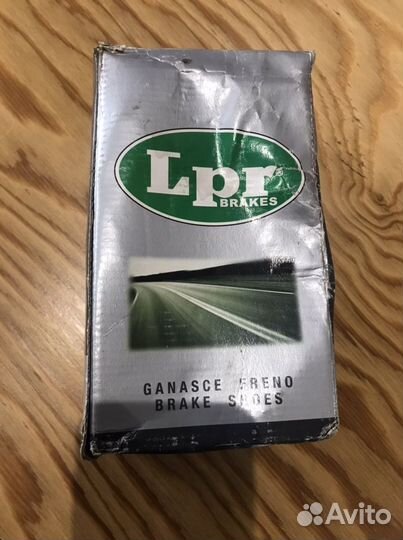 Lpr
BRAKES
GANASCE FRENO
BRAKE SHOES
Avito